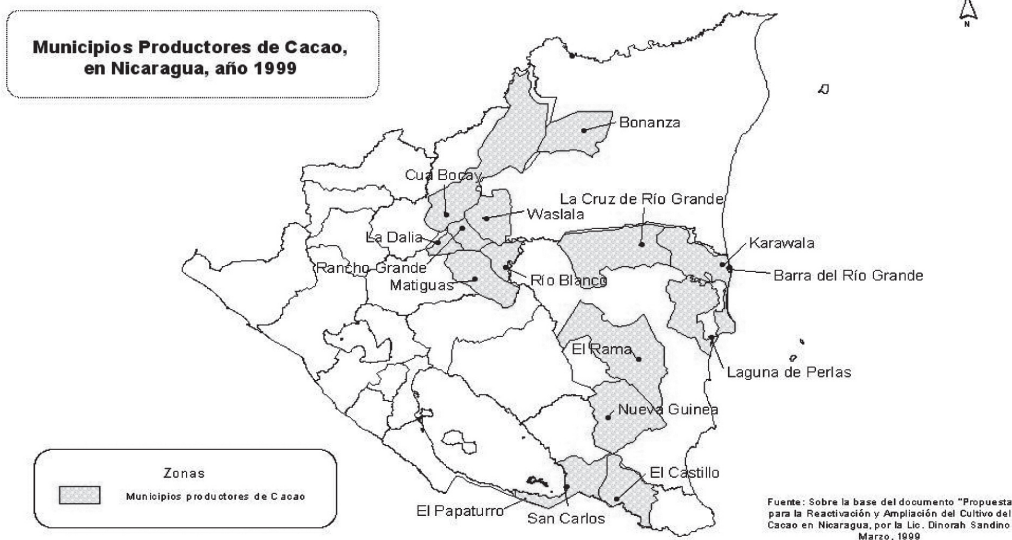 Municipios Productores de Cacao,
en Nicaragua, año 1999
N
Bonanza
Cua Bocay
La Cruz de Río Grande
Waslala
La Dalia
Karawala
Rancho Grande
Río Blanco
Barra del Río Grande
Matiguas
El Rama
Laguna de Perlas
Nueva Guinea
Zonas
Municipios productores de Cacao
El Castillo
El Papaturro
San Carlos
Fuente: Sobre la base del documento "Propuesta
para la Reactivación y Ampliación del Cultivo del
Cacao en Nicaragua, por la Lic. Dinorah Sandino
Marzo, 1999